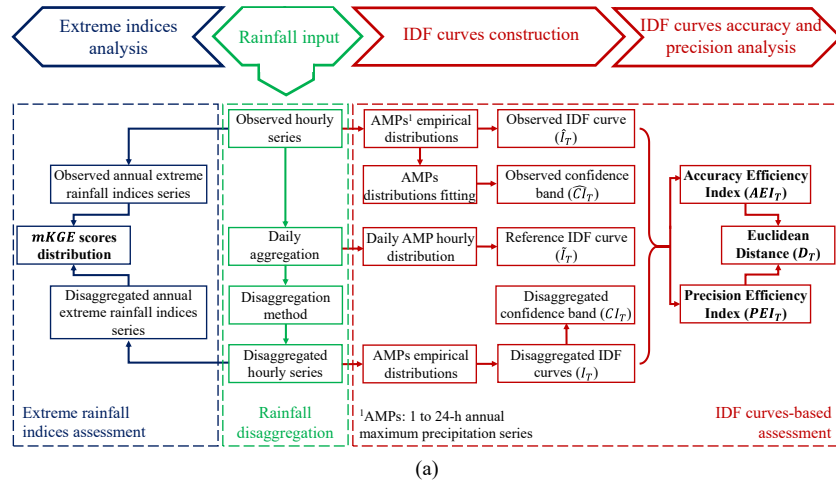 Extreme indices
analysis
Rainfall input
IDF curves construction
IDF curves accuracy and
precision analysis
Observed hourly
series
AMPs¹ empirical
distributions
Observed IDF curve
(Î_T)
Observed annual extreme
rainfall indices series
AMPs
distributions fitting
Observed confidence
band (ĈI_T)
Accuracy Efficiency
Index (AEI_T)
mKGE scores
distribution
Daily
aggregation
Daily AMP hourly
distribution
Reference IDF curve
(Ĩ_T)
Euclidean
Distance (D_T)
Disaggregated annual
extreme rainfall indices
series
Disaggregation
method
Disaggregated
confidence band (CI_T)
Precision Efficiency
Index (PEI_T)
Disaggregated
hourly series
AMPs empirical
distributions
Disaggregated IDF
curves (I_T)
Extreme rainfall
indices assessment
Rainfall
disaggregation
¹AMPs: 1 to 24-h annual
maximum precipitation series
IDF curves-based
assessment
(a)